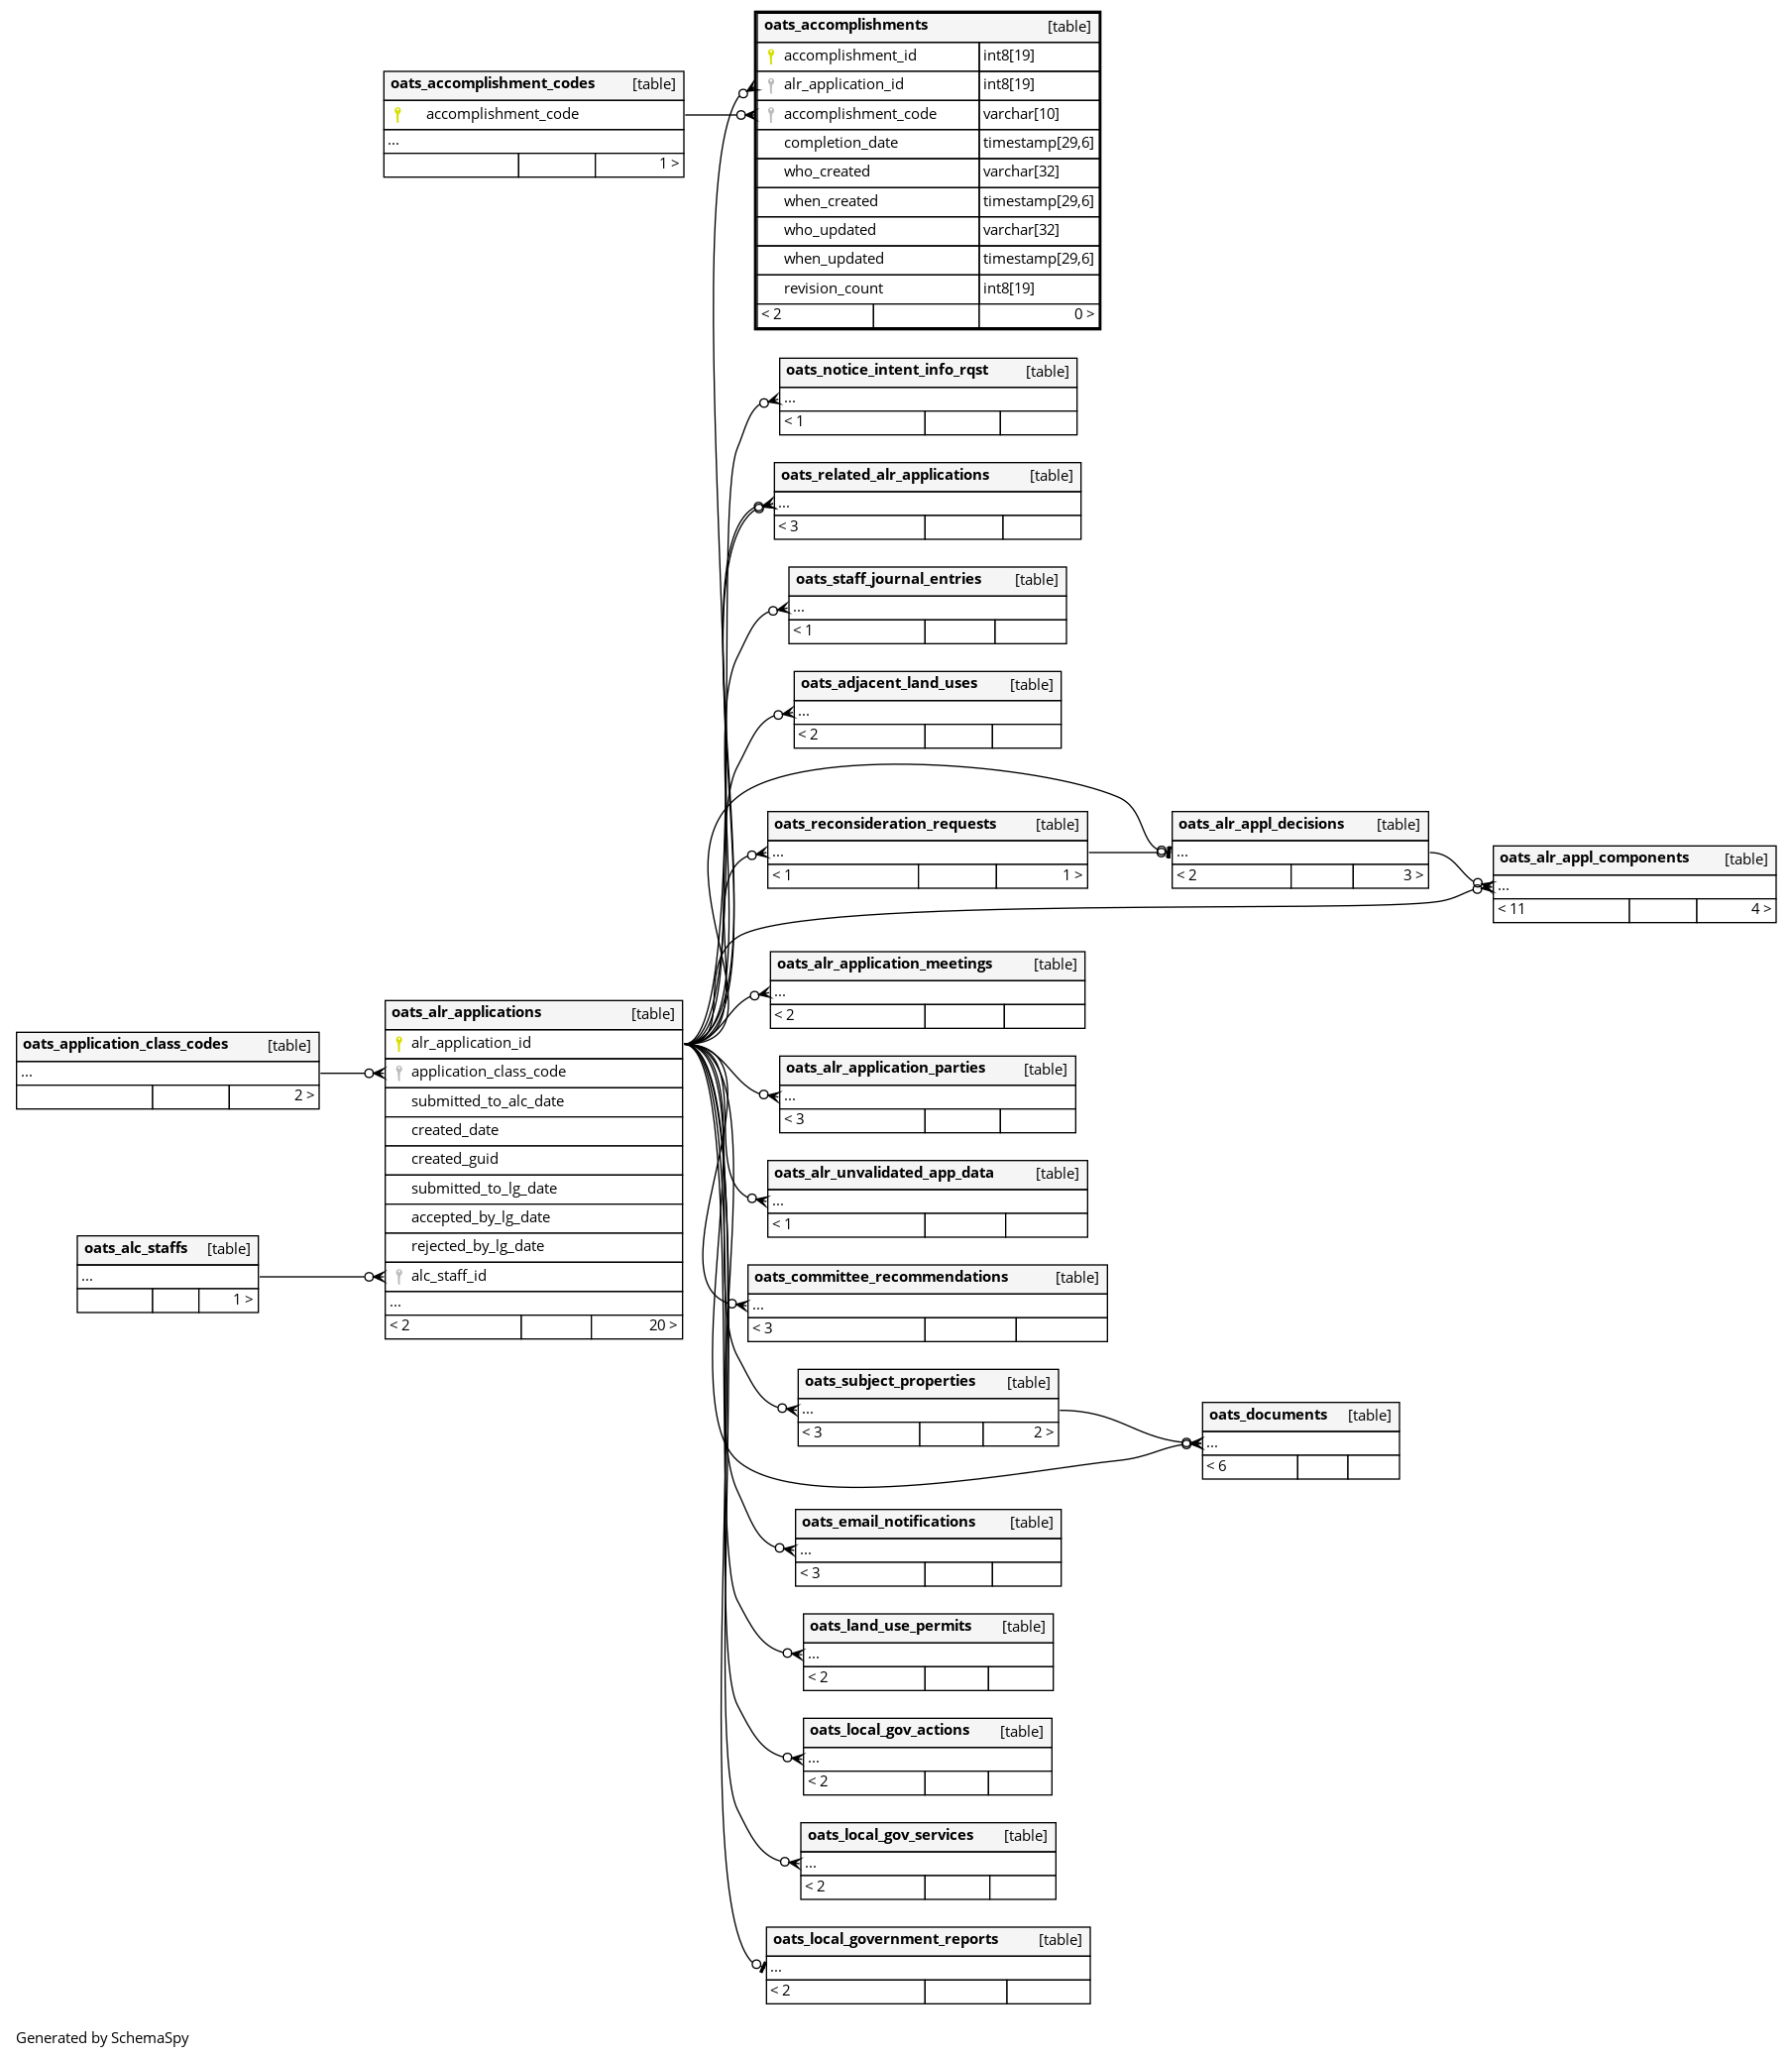 oats_accomplishments [table]
accomplishment_id int8[19]
alr_application_id int8[19]
accomplishment_code varchar[10]
completion_date timestamp[29,6]
who_created varchar[32]
when_created timestamp[29,6]
who_updated varchar[32]
when_updated timestamp[29,6]
revision_count int8[19]
< 2 0 >
oats_accomplishment_codes [table]
accomplishment_code
...
1 >
oats_notice_intent_info_rqst [table]
...
< 1
oats_related_alr_applications [table]
...
< 3
oats_staff_journal_entries [table]
...
< 1
oats_adjacent_land_uses [table]
...
< 2
oats_reconsideration_requests [table]
...
< 1 1 >
oats_alr_appl_decisions [table]
...
< 2 3 >
oats_alr_appl_components [table]
...
< 11 4 >
oats_alr_application_meetings [table]
...
< 2
oats_alr_applications [table]
alr_application_id
application_class_code
submitted_to_alc_date
created_date
created_guid
submitted_to_lg_date
accepted_by_lg_date
rejected_by_lg_date
alc_staff_id
...
< 2 20 >
oats_application_class_codes [table]
...
2 >
oats_alc_staffs [table]
...
1 >
oats_alr_application_parties [table]
...
< 3
oats_alr_unvalidated_app_data [table]
...
< 1
oats_committee_recommendations [table]
...
< 3
oats_subject_properties [table]
...
< 3 2 >
oats_documents [table]
...
< 6
oats_email_notifications [table]
...
< 3
oats_land_use_permits [table]
...
< 2
oats_local_gov_actions [table]
...
< 2
oats_local_gov_services [table]
...
< 2
oats_local_government_reports [table]
...
< 2
Generated by SchemaSpy